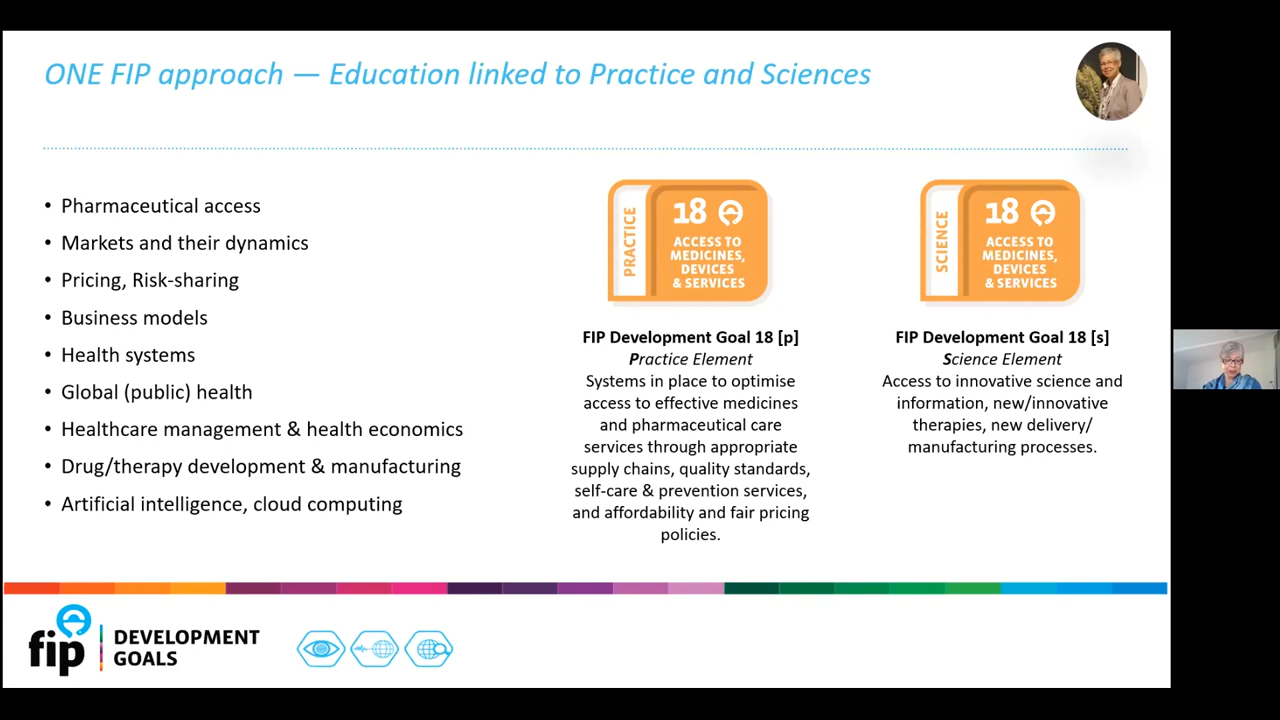 ONE FIP approach — Education linked to Practice and Sciences
• Pharmaceutical access
• Markets and their dynamics
• Pricing, Risk-sharing
• Business models
• Health systems
• Global (public) health
• Healthcare management & health economics
• Drug/therapy development & manufacturing
• Artificial intelligence, cloud computing
PRACTICE
18
ACCESS TO
MEDICINES,
DEVICES
& SERVICES
FIP Development Goal 18 [p]
Practice Element
Systems in place to optimise
access to effective medicines
and pharmaceutical care
services through appropriate
supply chains, quality standards,
self-care & prevention services,
and affordability and fair pricing
policies.
SCIENCE
18
ACCESS TO
MEDICINES,
DEVICES
& SERVICES
FIP Development Goal 18 [s]
Science Element
Access to innovative science and
information, new/innovative
therapies, new delivery/
manufacturing processes.
fip
DEVELOPMENT
GOALS